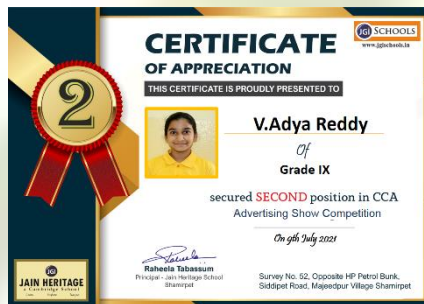 CERTIFICATE
JGI SCHOOLS
www.jgischools.in
OF APPRECIATION
THIS CERTIFICATE IS PROUDLY PRESENTED TO
2
V.Adya Reddy
Of
Grade IX
secured SECOND position in CCA
Advertising Show Competition
On 9th July 2021
Raheela Tabassum
Principal - Jain Heritage School
Shamirpet
JGI
JAIN HERITAGE
a Cambridge School
Survey No. 52, Opposite HP Petrol Bunk,
Siddipet Road, Majeedpur Village Shamirpet